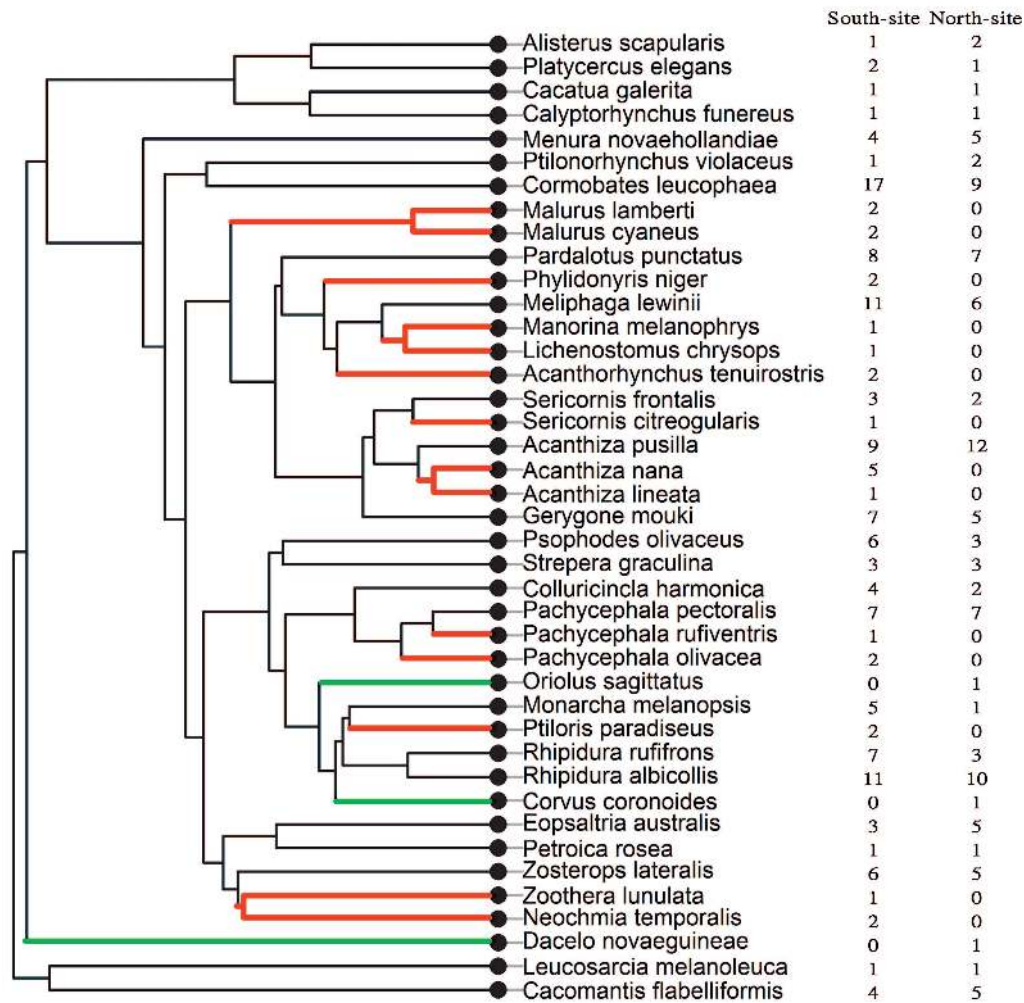 South-site North-site
Alisterus scapularis 1 2
Platycercus elegans 2 1
Cacatua galerita 1 1
Calyptorhynchus funereus 1 1
Menura novaehollandiae 4 5
Ptilonorhynchus violaceus 1 2
Cormobates leucophaea 17 9
Malurus lamberti 2 0
Malurus cyaneus 2 0
Pardalotus punctatus 8 7
Phylidonyris niger 2 0
Meliphaga lewinii 11 6
Manorina melanophrys 1 0
Lichenostomus chrysops 1 0
Acanthorhynchus tenuirostris 2 0
Sericornis frontalis 3 2
Sericornis citreogularis 1 0
Acanthiza pusilla 9 12
Acanthiza nana 5 0
Acanthiza lineata 1 0
Gerygone mouki 7 5
Psophodes olivaceus 6 3
Strepera graculina 3 3
Colluricincla harmonica 4 2
Pachycephala pectoralis 7 7
Pachycephala rufiventris 1 0
Pachycephala olivacea 2 0
Oriolus sagittatus 0 1
Monarcha melanopsis 5 1
Ptiloris paradiseus 2 0
Rhipidura rufifrons 7 3
Rhipidura albicollis 11 10
Corvus coronoides 0 1
Eopsaltria australis 3 5
Petroica rosea 1 1
Zosterops lateralis 6 5
Zoothera lunulata 1 0
Neochmia temporalis 2 0
Dacelo novaeguineae 0 1
Leucosarcia melanoleuca 1 1
Cacomantis flabelliformis 4 5